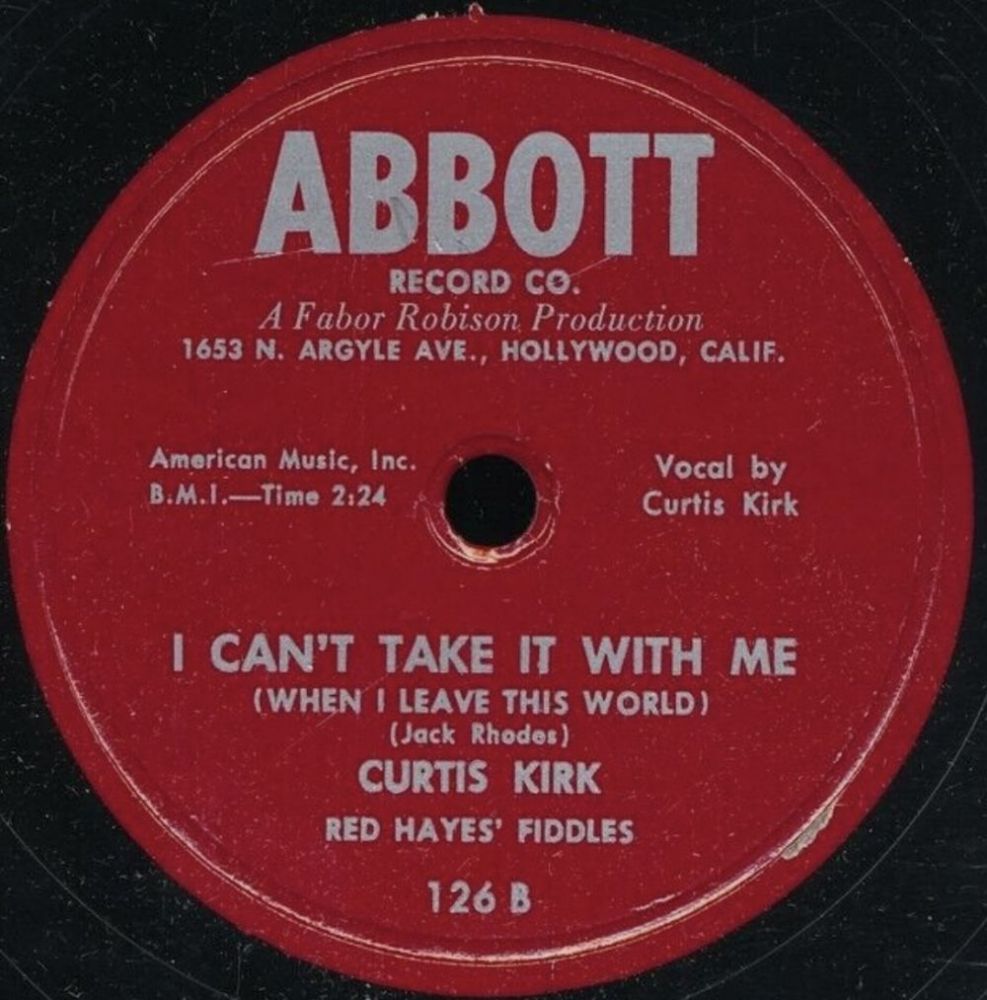 ABBOTT
RECORD CO.
A Fabor Robison Production
1653 N. ARGYLE AVE., HOLLYWOOD, CALIF.
American Music, Inc.
B.M.I.—Time 2:24
Vocal by
Curtis Kirk
I CAN'T TAKE IT WITH ME
(WHEN I LEAVE THIS WORLD)
(Jack Rhodes)
CURTIS KIRK
RED HAYES' FIDDLES
126 B